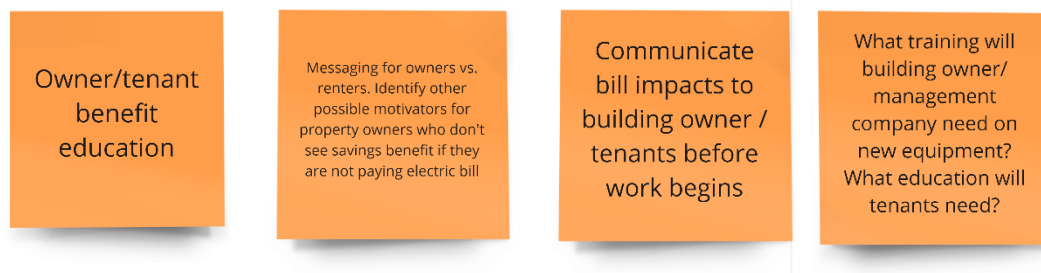 Owner/tenant
benefit
education
Messaging for owners vs.
renters. Identify other
possible motivators for
property owners who don't
see savings benefit if they
are not paying electric bill
Communicate
bill impacts to
building owner /
tenants before
work begins
What training will
building owner/
management
company need on
new equipment?
What education will
tenants need?